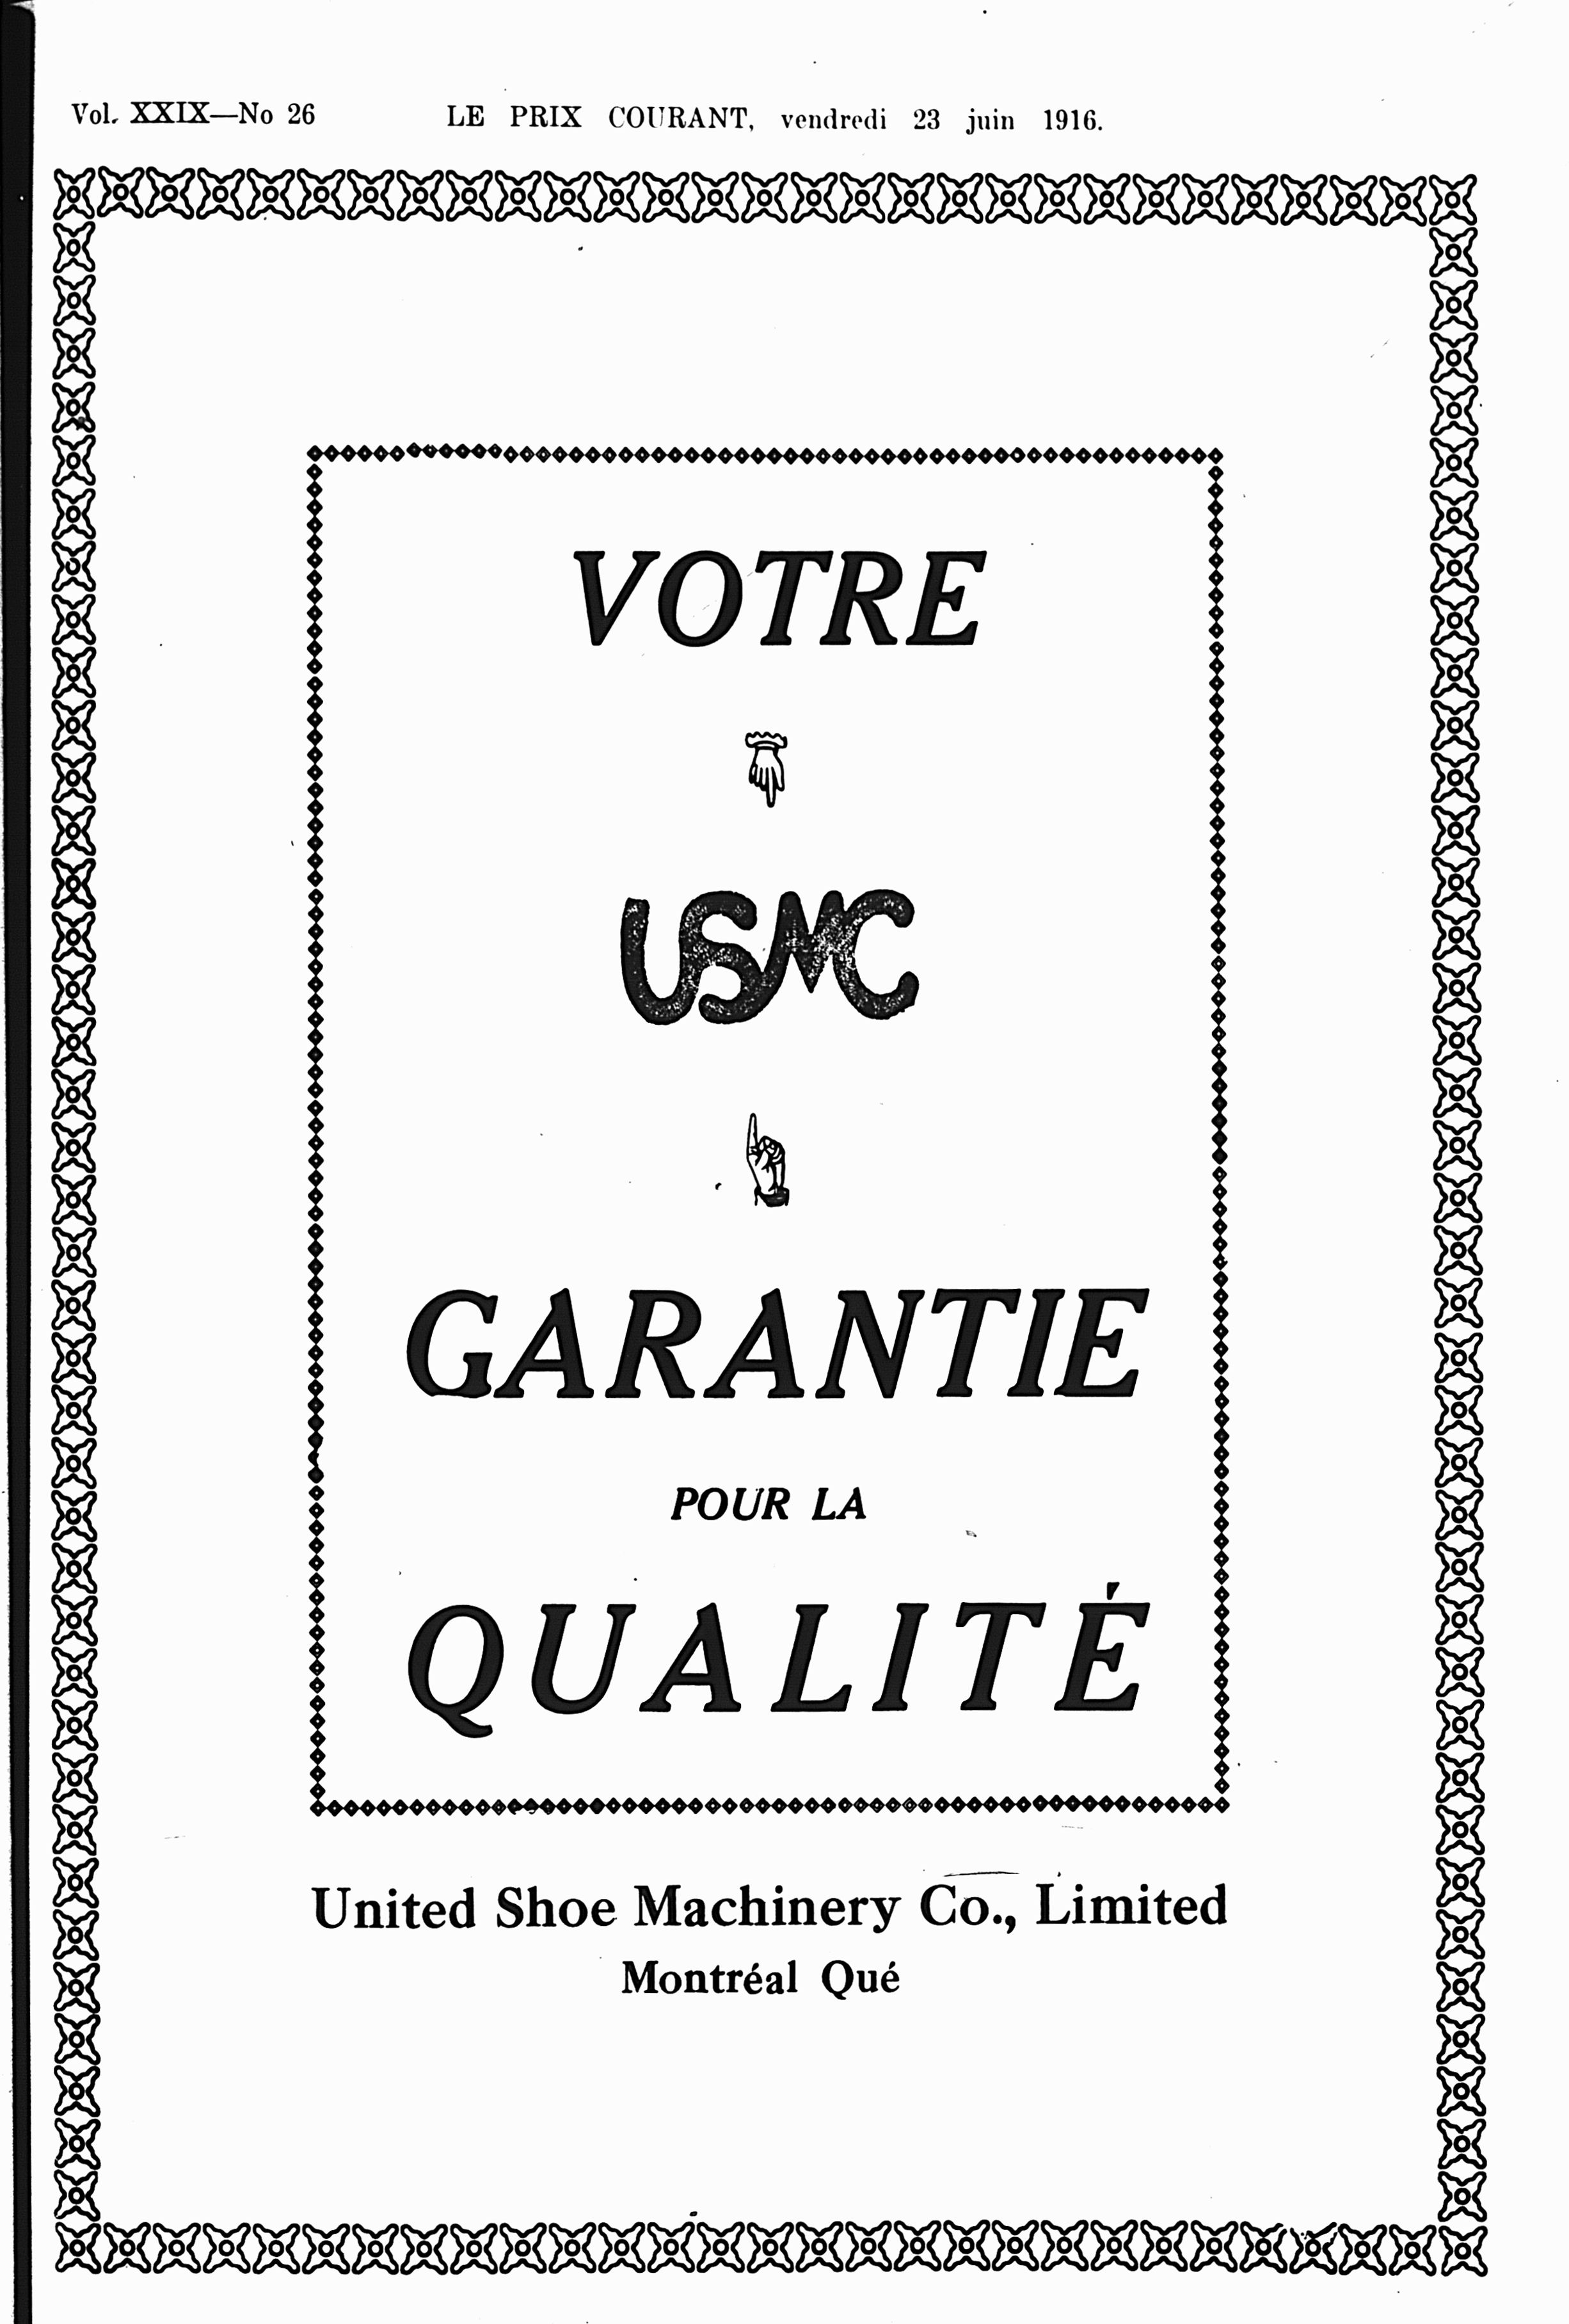 Vol. XXIX—No 26 LE PRIX COURANT, vendredi 23 juin 1916.
VOTRE
USMC
GARANTIE
POUR LA
QUALITÉ
United Shoe Machinery Co., Limited
Montréal Qué